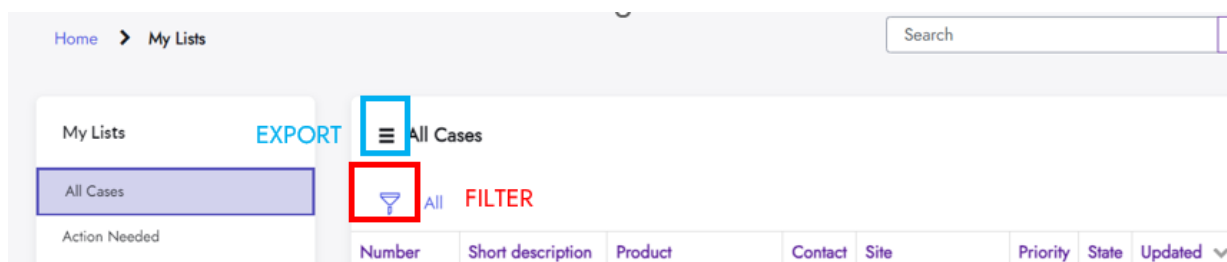 Home > My Lists
Search
My Lists
EXPORT
All Cases
All Cases
All
FILTER
Action Needed
Number Short description Product Contact Site Priority State Updated